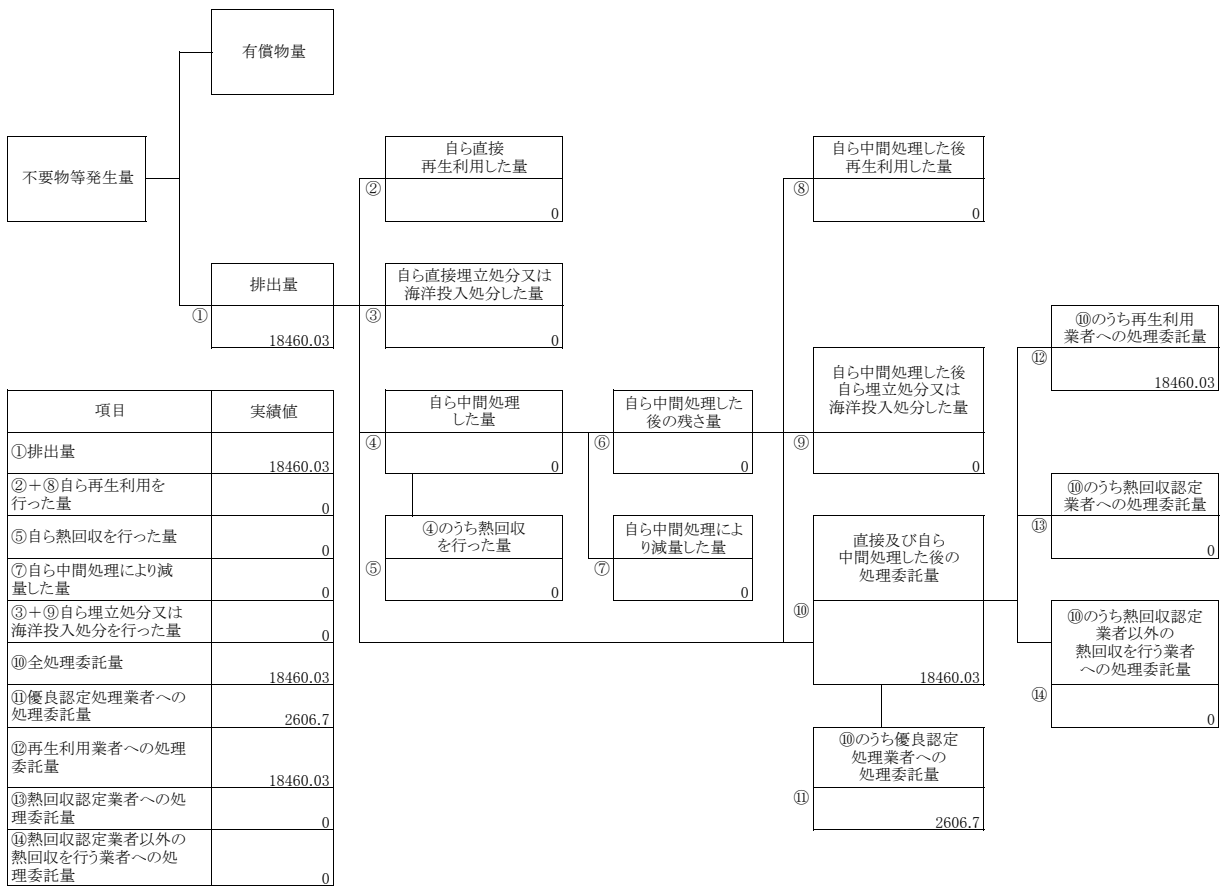 有償物量
不要物等発生量
排出量
①
18460.03
自ら直接
再生利用した量
②
0
自ら直接埋立処分又は
海洋投入処分した量
③
0
自ら中間処理
した量
④
0
④のうち熱回収
を行った量
⑤
0
自ら中間処理した
後の残さ量
⑥
0
自ら中間処理によ
り減量した量
⑦
0
自ら中間処理した後
再生利用した量
⑧
0
自ら中間処理した後
自ら埋立処分又は
海洋投入処分した量
⑨
0
直接及び自ら
中間処理した後の
処理委託量
⑩
18460.03
⑩のうち優良認定
処理業者への
処理委託量
⑪
2606.7
⑩のうち再生利用
業者への処理委託量
⑫
18460.03
⑩のうち熱回収認定
業者への処理委託量
⑬
0
⑩のうち熱回収認定
業者以外の
熱回収を行う業者
への処理委託量
⑭
0
項目 実績値
①排出量
18460.03
②＋⑧自ら再生利用を
行った量
0
⑤自ら熱回収を行った量
0
⑦自ら中間処理により減
量した量
0
③＋⑨自ら埋立処分又は
海洋投入処分を行った量
0
⑩全処理委託量
18460.03
⑪優良認定処理業者への
処理委託量
2606.7
⑫再生利用業者への処理
委託量
18460.03
⑬熱回収認定業者への処
理委託量
0
⑭熱回収認定業者以外の
熱回収を行う業者への処
理委託量
0